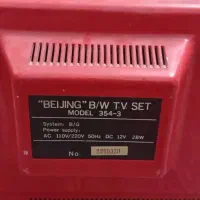 "BEIJING" B/W TV SET
MODEL 354-3
System: B/G
Power supply:
AC 110V/220V 50Hz DC 12V 28W
No.